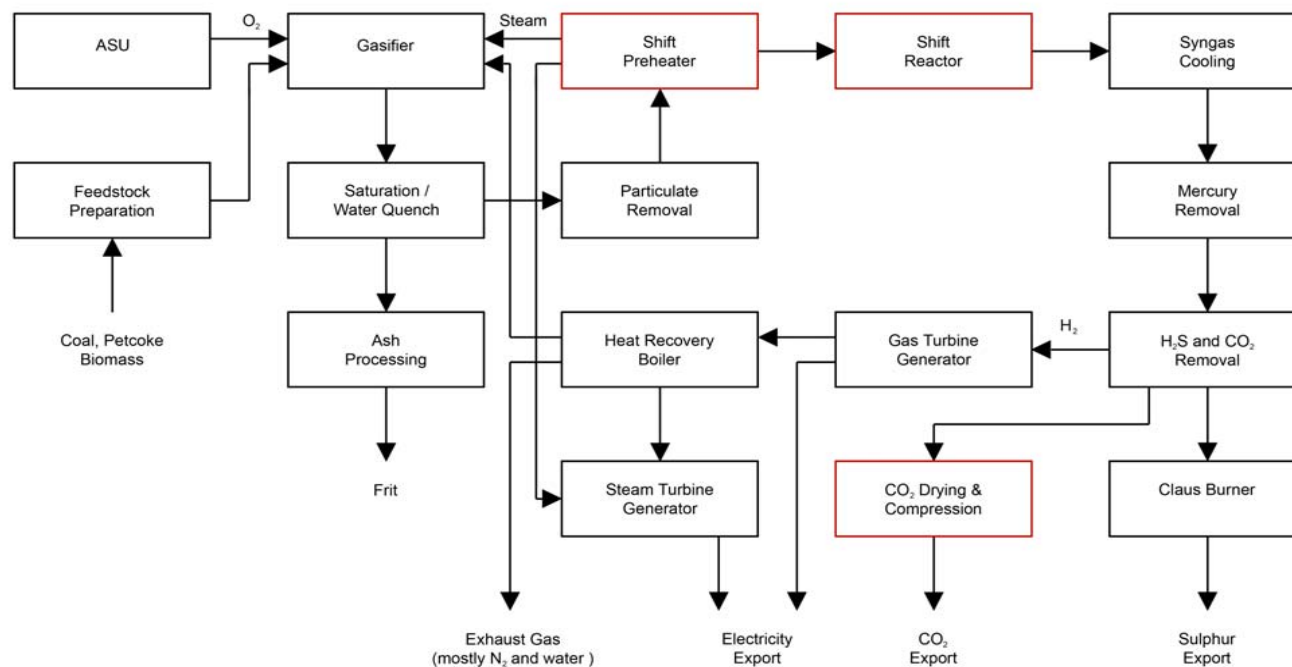 O₂
Steam
ASU
Gasifier
Shift
Preheater
Shift
Reactor
Syngas
Cooling
Feedstock
Preparation
Saturation /
Water Quench
Particulate
Removal
Mercury
Removal
Coal, Petcoke
Biomass
Ash
Processing
Heat Recovery
Boiler
Gas Turbine
Generator
H₂
H₂S and CO₂
Removal
Frit
Steam Turbine
Generator
CO₂ Drying &
Compression
Claus Burner
Exhaust Gas
(mostly N₂ and water )
Electricity
Export
CO₂
Export
Sulphur
Export